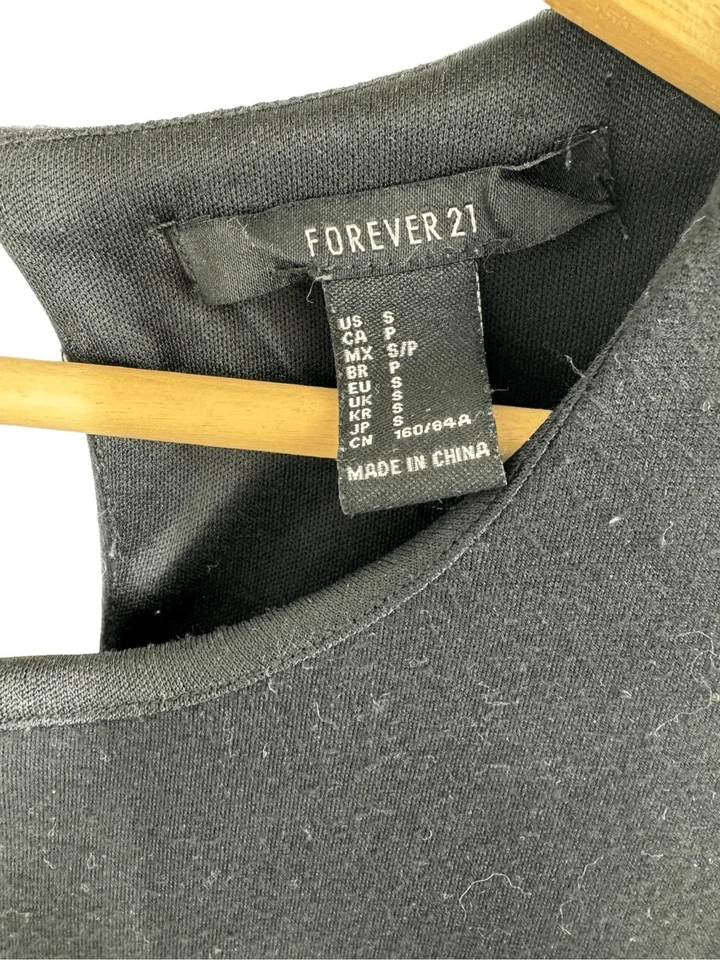 FOREVER 21
US S
CA P
MX S/P
BR P
EU S
UK S
KR S
JP S
CN 160/84A
MADE IN CHINA